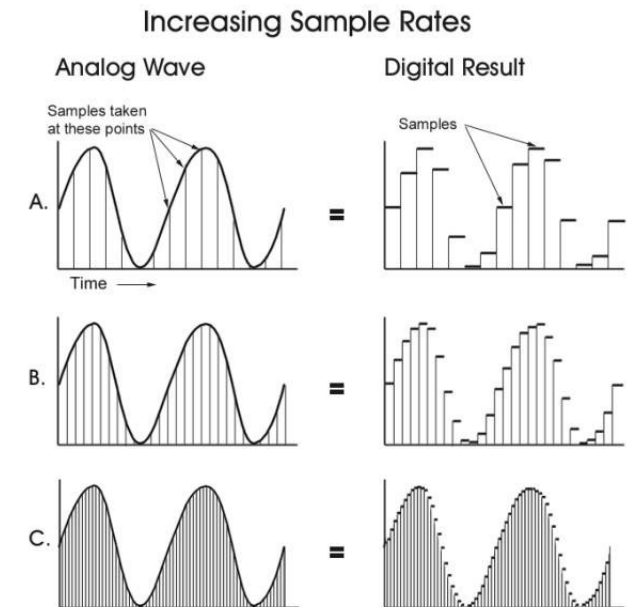 Increasing Sample Rates
Analog Wave
Digital Result
Samples taken
at these points
Samples
A.
=
Time
B.
=
C.
=